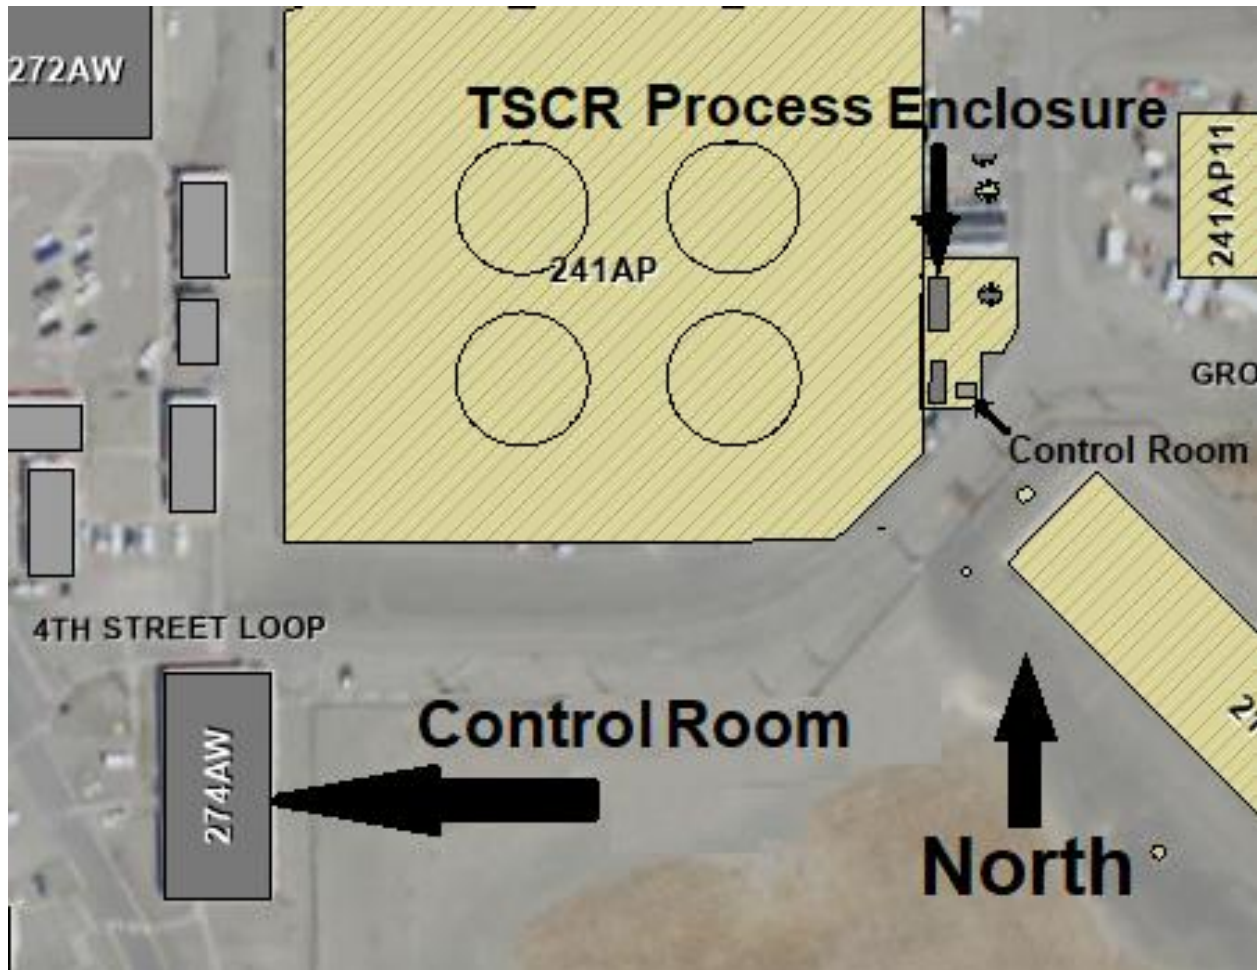 272AW
TSCR Process Enclosure
241AP11
241AP
GRO
Control Room
4TH STREET LOOP
Control Room
274AW
North